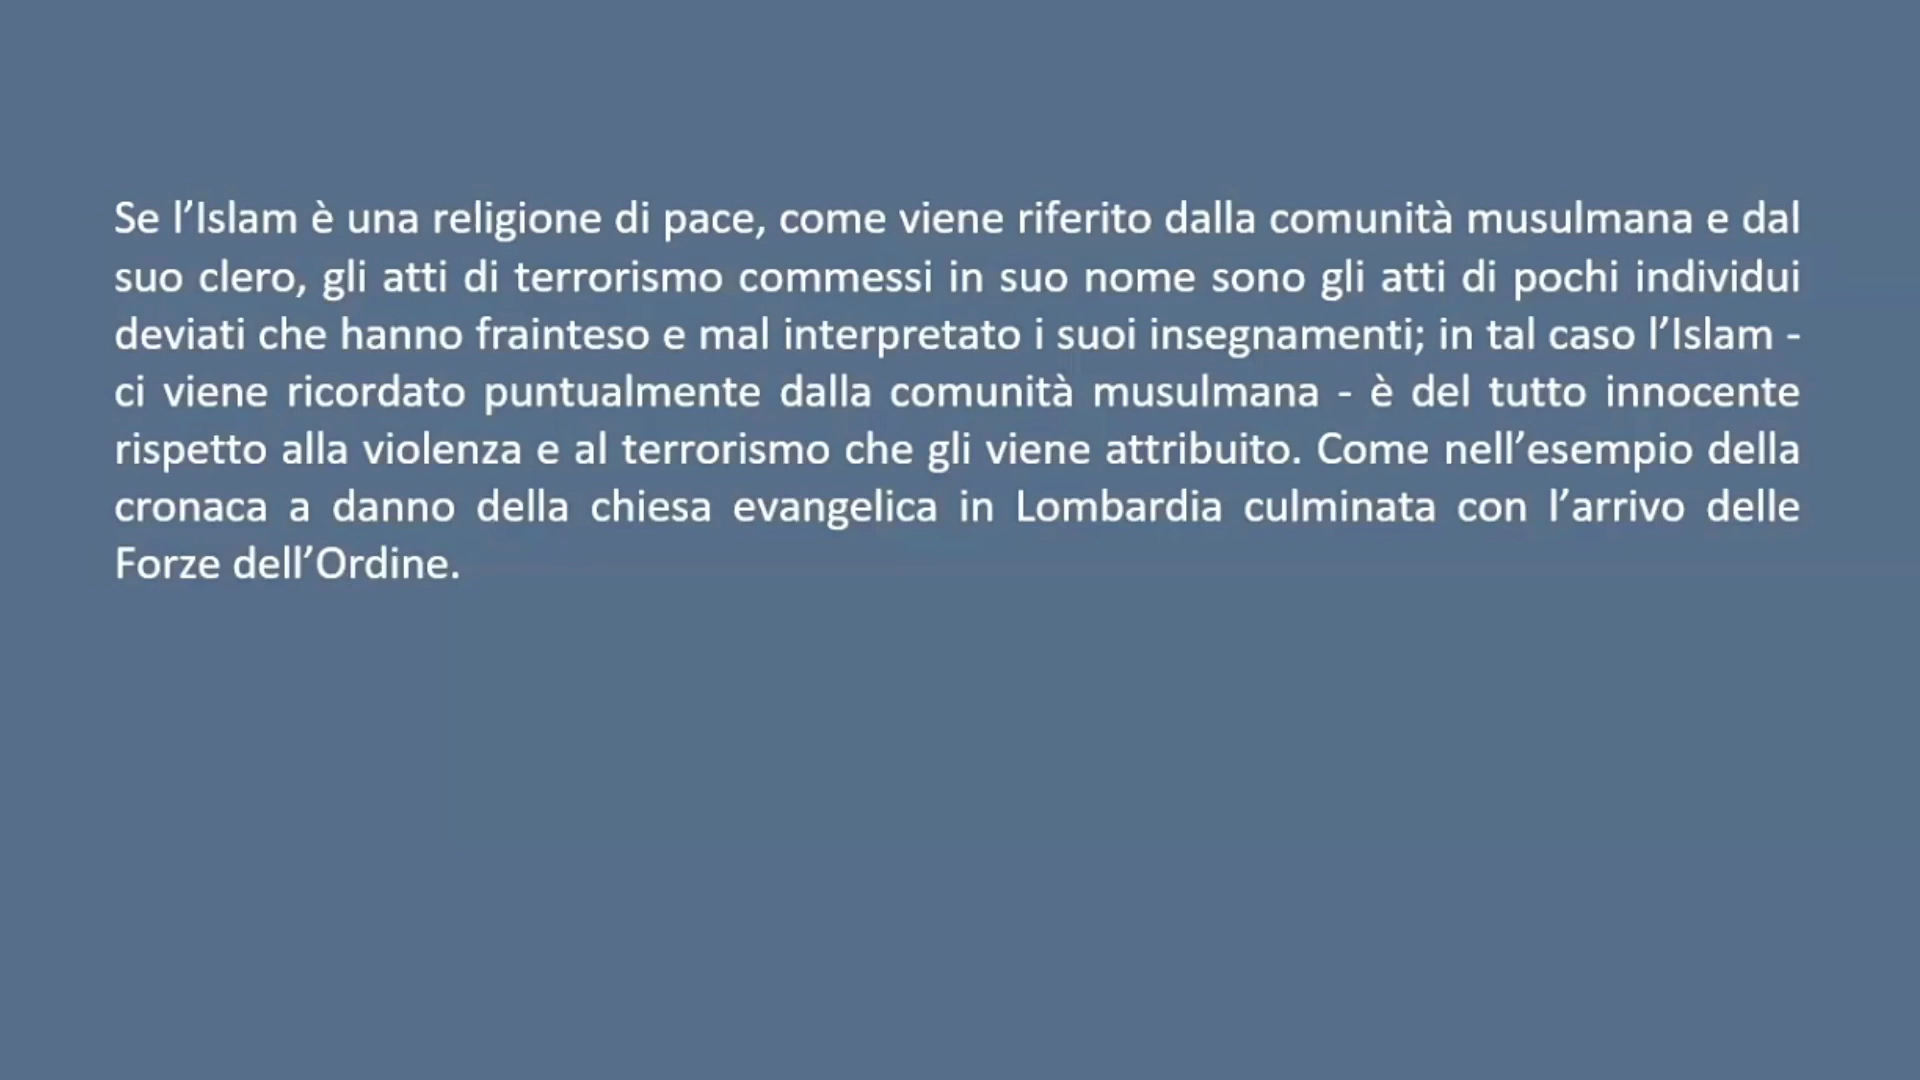 Se l’Islam è una religione di pace, come viene riferito dalla comunità musulmana e dal
suo clero, gli atti di terrorismo commessi in suo nome sono gli atti di pochi individui
deviati che hanno frainteso e mal interpretato i suoi insegnamenti; in tal caso l’Islam -
ci viene ricordato puntualmente dalla comunità musulmana - è del tutto innocente
rispetto alla violenza e al terrorismo che gli viene attribuito. Come nell’esempio della
cronaca a danno della chiesa evangelica in Lombardia culminata con l’arrivo delle
Forze dell’Ordine.